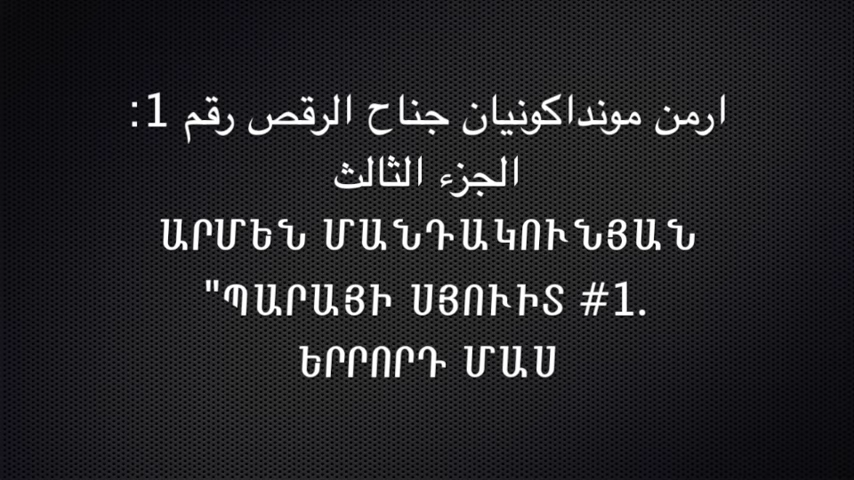 ارمن مونداكونيان جناح الرقص رقم 1:
الجزء الثالث
ԱՐՄԵՆ ՄԱՆԴԱԿՈՒՆՅԱՆ
"ՊԱՐԱՅԻ ՍՅՈՒԻՏ #1.
ԵՐՐՈՐԴ ՄԱՍ